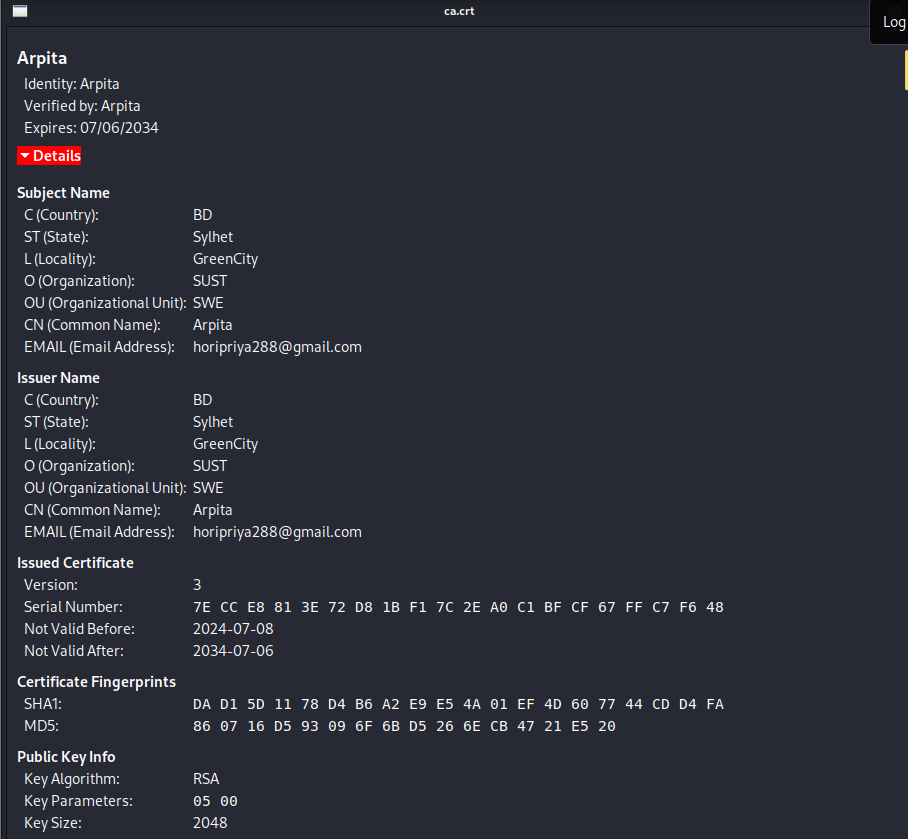 ca.crt
Log
Arpita
Identity: Arpita
Verified by: Arpita
Expires: 07/06/2034
Details
Subject Name
C (Country): BD
ST (State): Sylhet
L (Locality): GreenCity
O (Organization): SUST
OU (Organizational Unit): SWE
CN (Common Name): Arpita
EMAIL (Email Address): horipriya288@gmail.com
Issuer Name
C (Country): BD
ST (State): Sylhet
L (Locality): GreenCity
O (Organization): SUST
OU (Organizational Unit): SWE
CN (Common Name): Arpita
EMAIL (Email Address): horipriya288@gmail.com
Issued Certificate
Version: 3
Serial Number: 7E CC E8 81 3E 72 D8 1B F1 7C 2E A0 C1 BF CF 67 FF C7 F6 48
Not Valid Before: 2024-07-08
Not Valid After: 2034-07-06
Certificate Fingerprints
SHA1: DA D1 5D 11 78 D4 B6 A2 E9 E5 4A 01 EF 4D 60 77 44 CD D4 FA
MD5: 86 07 16 D5 93 09 6F 6B D5 26 6E CB 47 21 E5 20
Public Key Info
Key Algorithm: RSA
Key Parameters: 05 00
Key Size: 2048